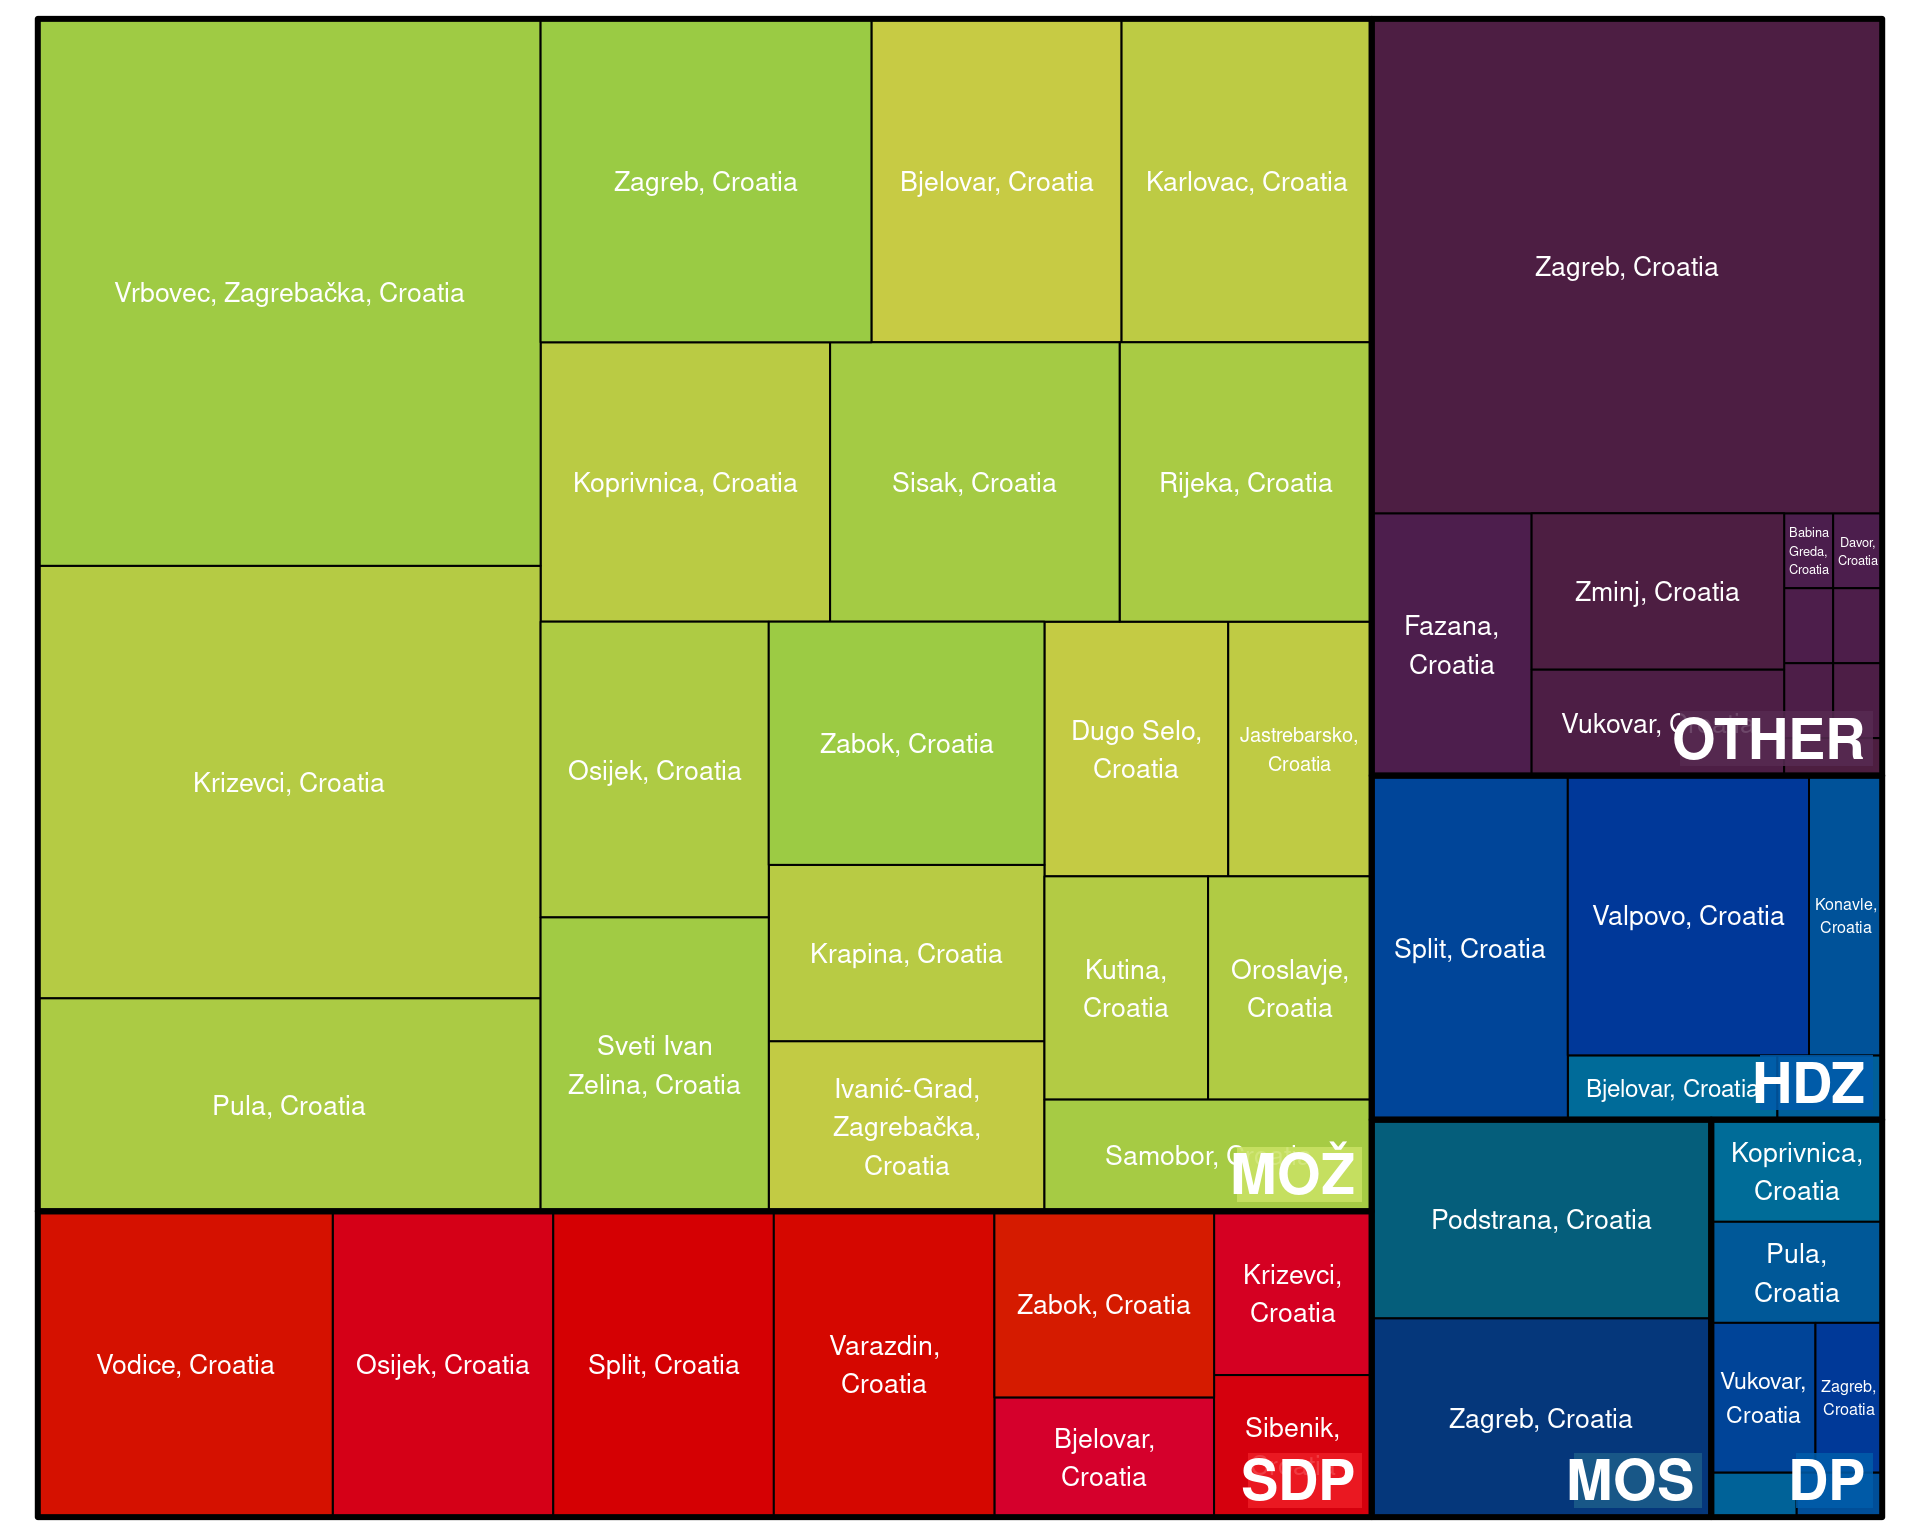 Vrbovec, Zagrebačka, Croatia
Zagreb, Croatia
Bjelovar, Croatia
Karlovac, Croatia
Koprivnica, Croatia
Sisak, Croatia
Rijeka, Croatia
Krizevci, Croatia
Pula, Croatia
Osijek, Croatia
Zabok, Croatia
Dugo Selo,
Croatia
Jastrebarsko,
Croatia
Krapina, Croatia
Kutina,
Croatia
Oroslavje,
Croatia
Sveti Ivan
Zelina, Croatia
Ivanić-Grad,
Zagrebačka,
Croatia
Samobor, Croatia
MOŽ
Vodice, Croatia
Osijek, Croatia
Split, Croatia
Varazdin,
Croatia
Zabok, Croatia
Bjelovar,
Croatia
Krizevci,
Croatia
Sibenik,
Croatia
SDP
Zagreb, Croatia
Fazana,
Croatia
Zminj, Croatia
Vukovar, Croatia
Babina
Greda,
Croatia
Davor,
Croatia
OTHER
Split, Croatia
Valpovo, Croatia
Konavle,
Croatia
Bjelovar, Croatia
HDZ
Podstrana, Croatia
Zagreb, Croatia
MOS
Koprivnica,
Croatia
Pula,
Croatia
Vukovar,
Croatia
Zagreb,
Croatia
DP